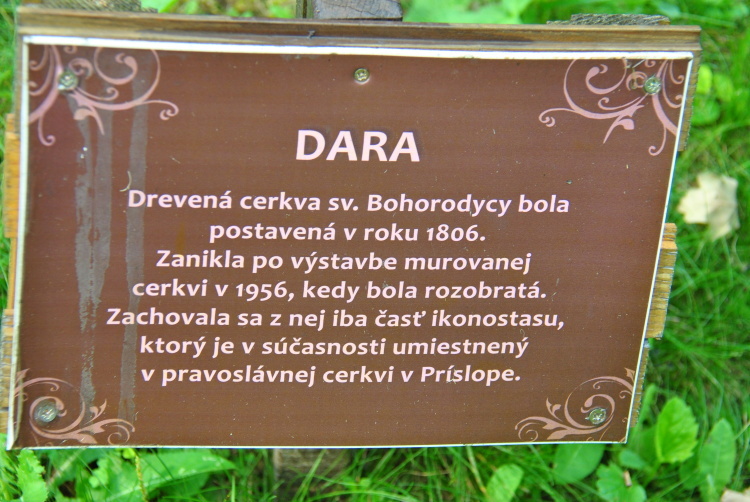 DARA
Drevená cerkva sv. Bohorodycy bola
postavená v roku 1806.
Zanikla po výstavbe murovanej
cerkvi v 1956, kedy bola rozobratá.
Zachovala sa z nej iba časť ikonostasu,
ktorý je v súčasnosti umiestnený
v pravoslávnej cerkvi v Príslope.